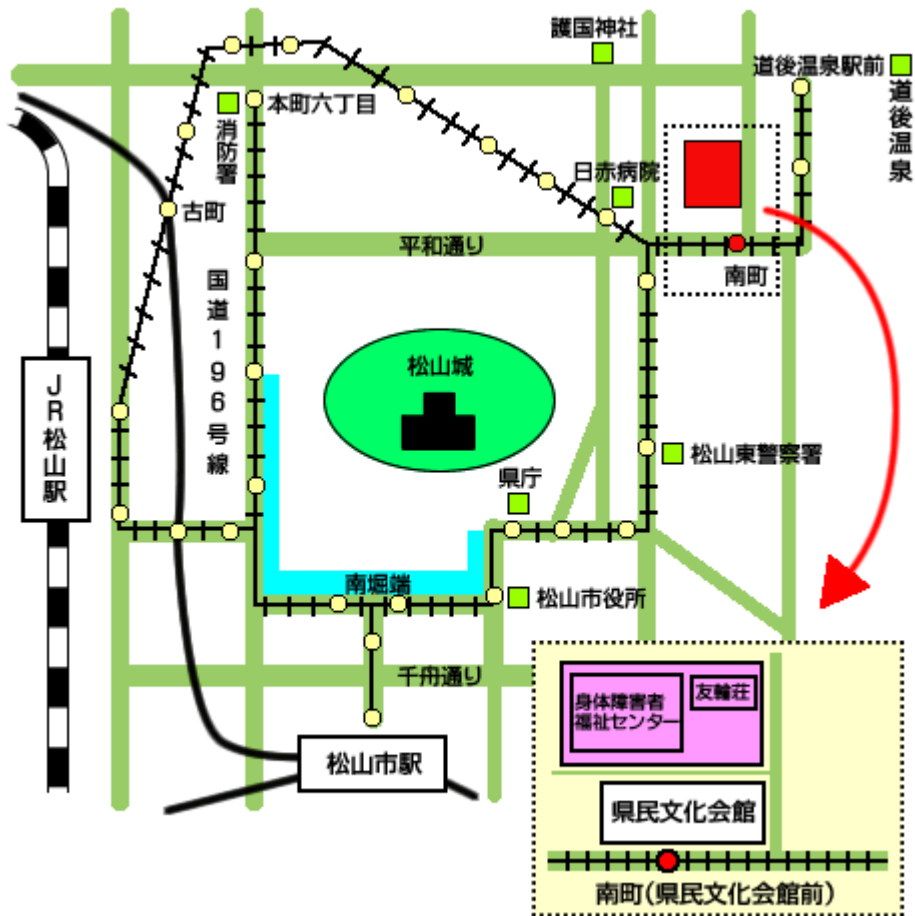 護国神社
道後温泉駅前
道後温泉
本町六丁目
消防署
日赤病院
古町
平和通り
南町
国道196号線
松山城
JR松山駅
松山東警察署
県庁
南堀端
松山市役所
千舟通り
松山市駅
身体障害者
福祉センター
友輪荘
県民文化会館
南町(県民文化会館前)